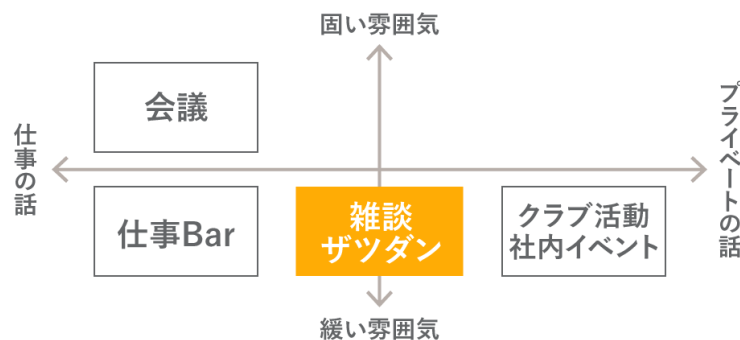 固い雰囲気
会議
仕事の話
プライベートの話
仕事Bar
雑談
ザツダン
クラブ活動
社内イベント
緩い雰囲気